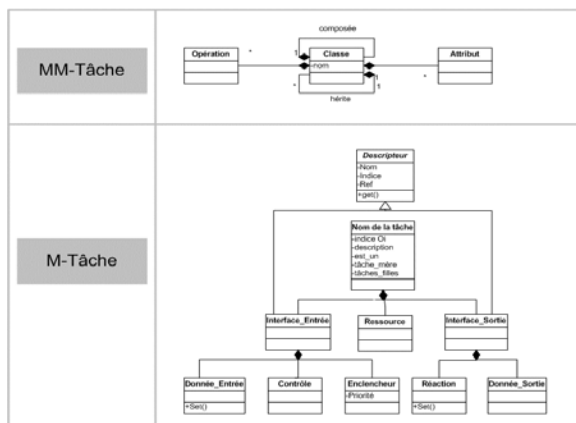 MM-Tâche
composée
Opération
*
1
Classe
-nom
Attribut
*
1
*
1
hérite
M-Tâche
Descripteur
-Nom
-Indice
-Ref
+get()
Nom de la tâche
-indice Oi
-description
-est_un
-tâche_mère
-tâches_filles
Interface_Entrée
Ressource
Interface_Sortie
Donnée_Entrée
+Set()
Contrôle
Enclencheur
-Priorité
Réaction
+Set()
Donnée_Sortie